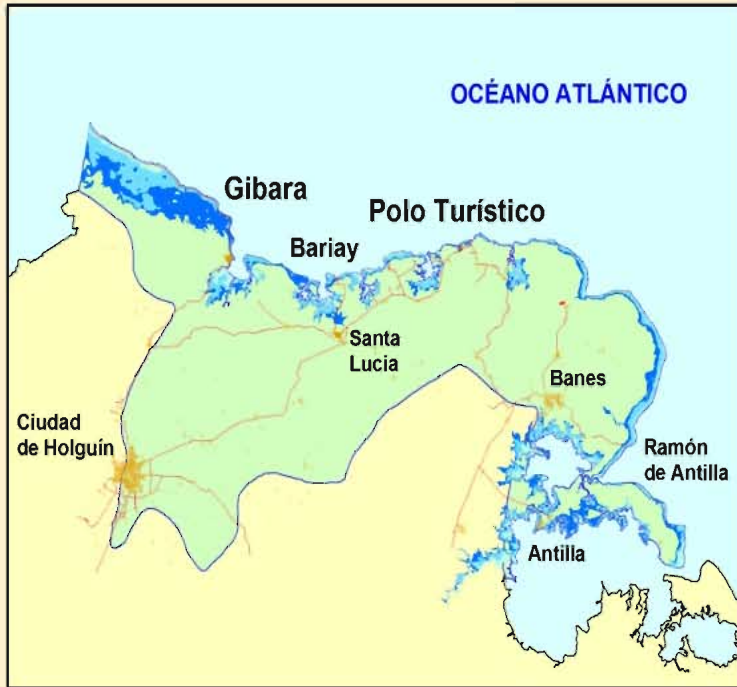 OCÉANO ATLÁNTICO
Gibara
Polo Turístico
Bariay
Santa
Lucia
Banes
Ciudad
de Holguín
Ramón
de Antilla
Antilla